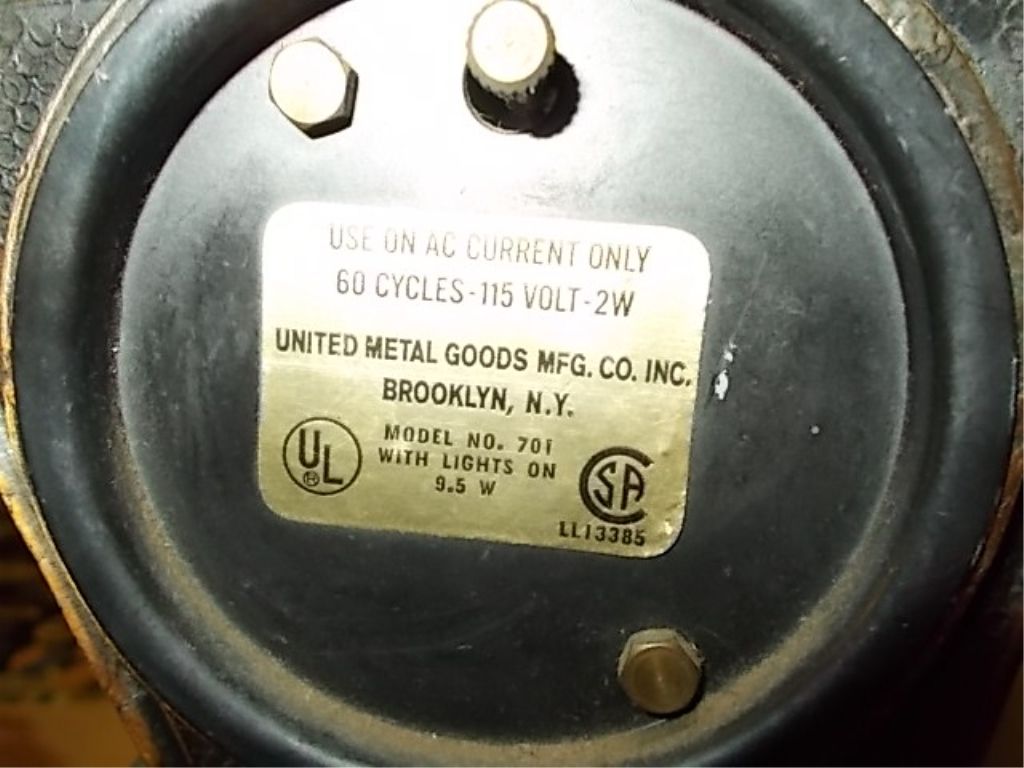 USE ON AC CURRENT ONLY
60 CYCLES-115 VOLT-2W
UNITED METAL GOODS MFG. CO. INC.
BROOKLYN, N.Y.
UL
®
MODEL NO. 701
WITH LIGHTS ON
9.5 W
CSA
LL13385